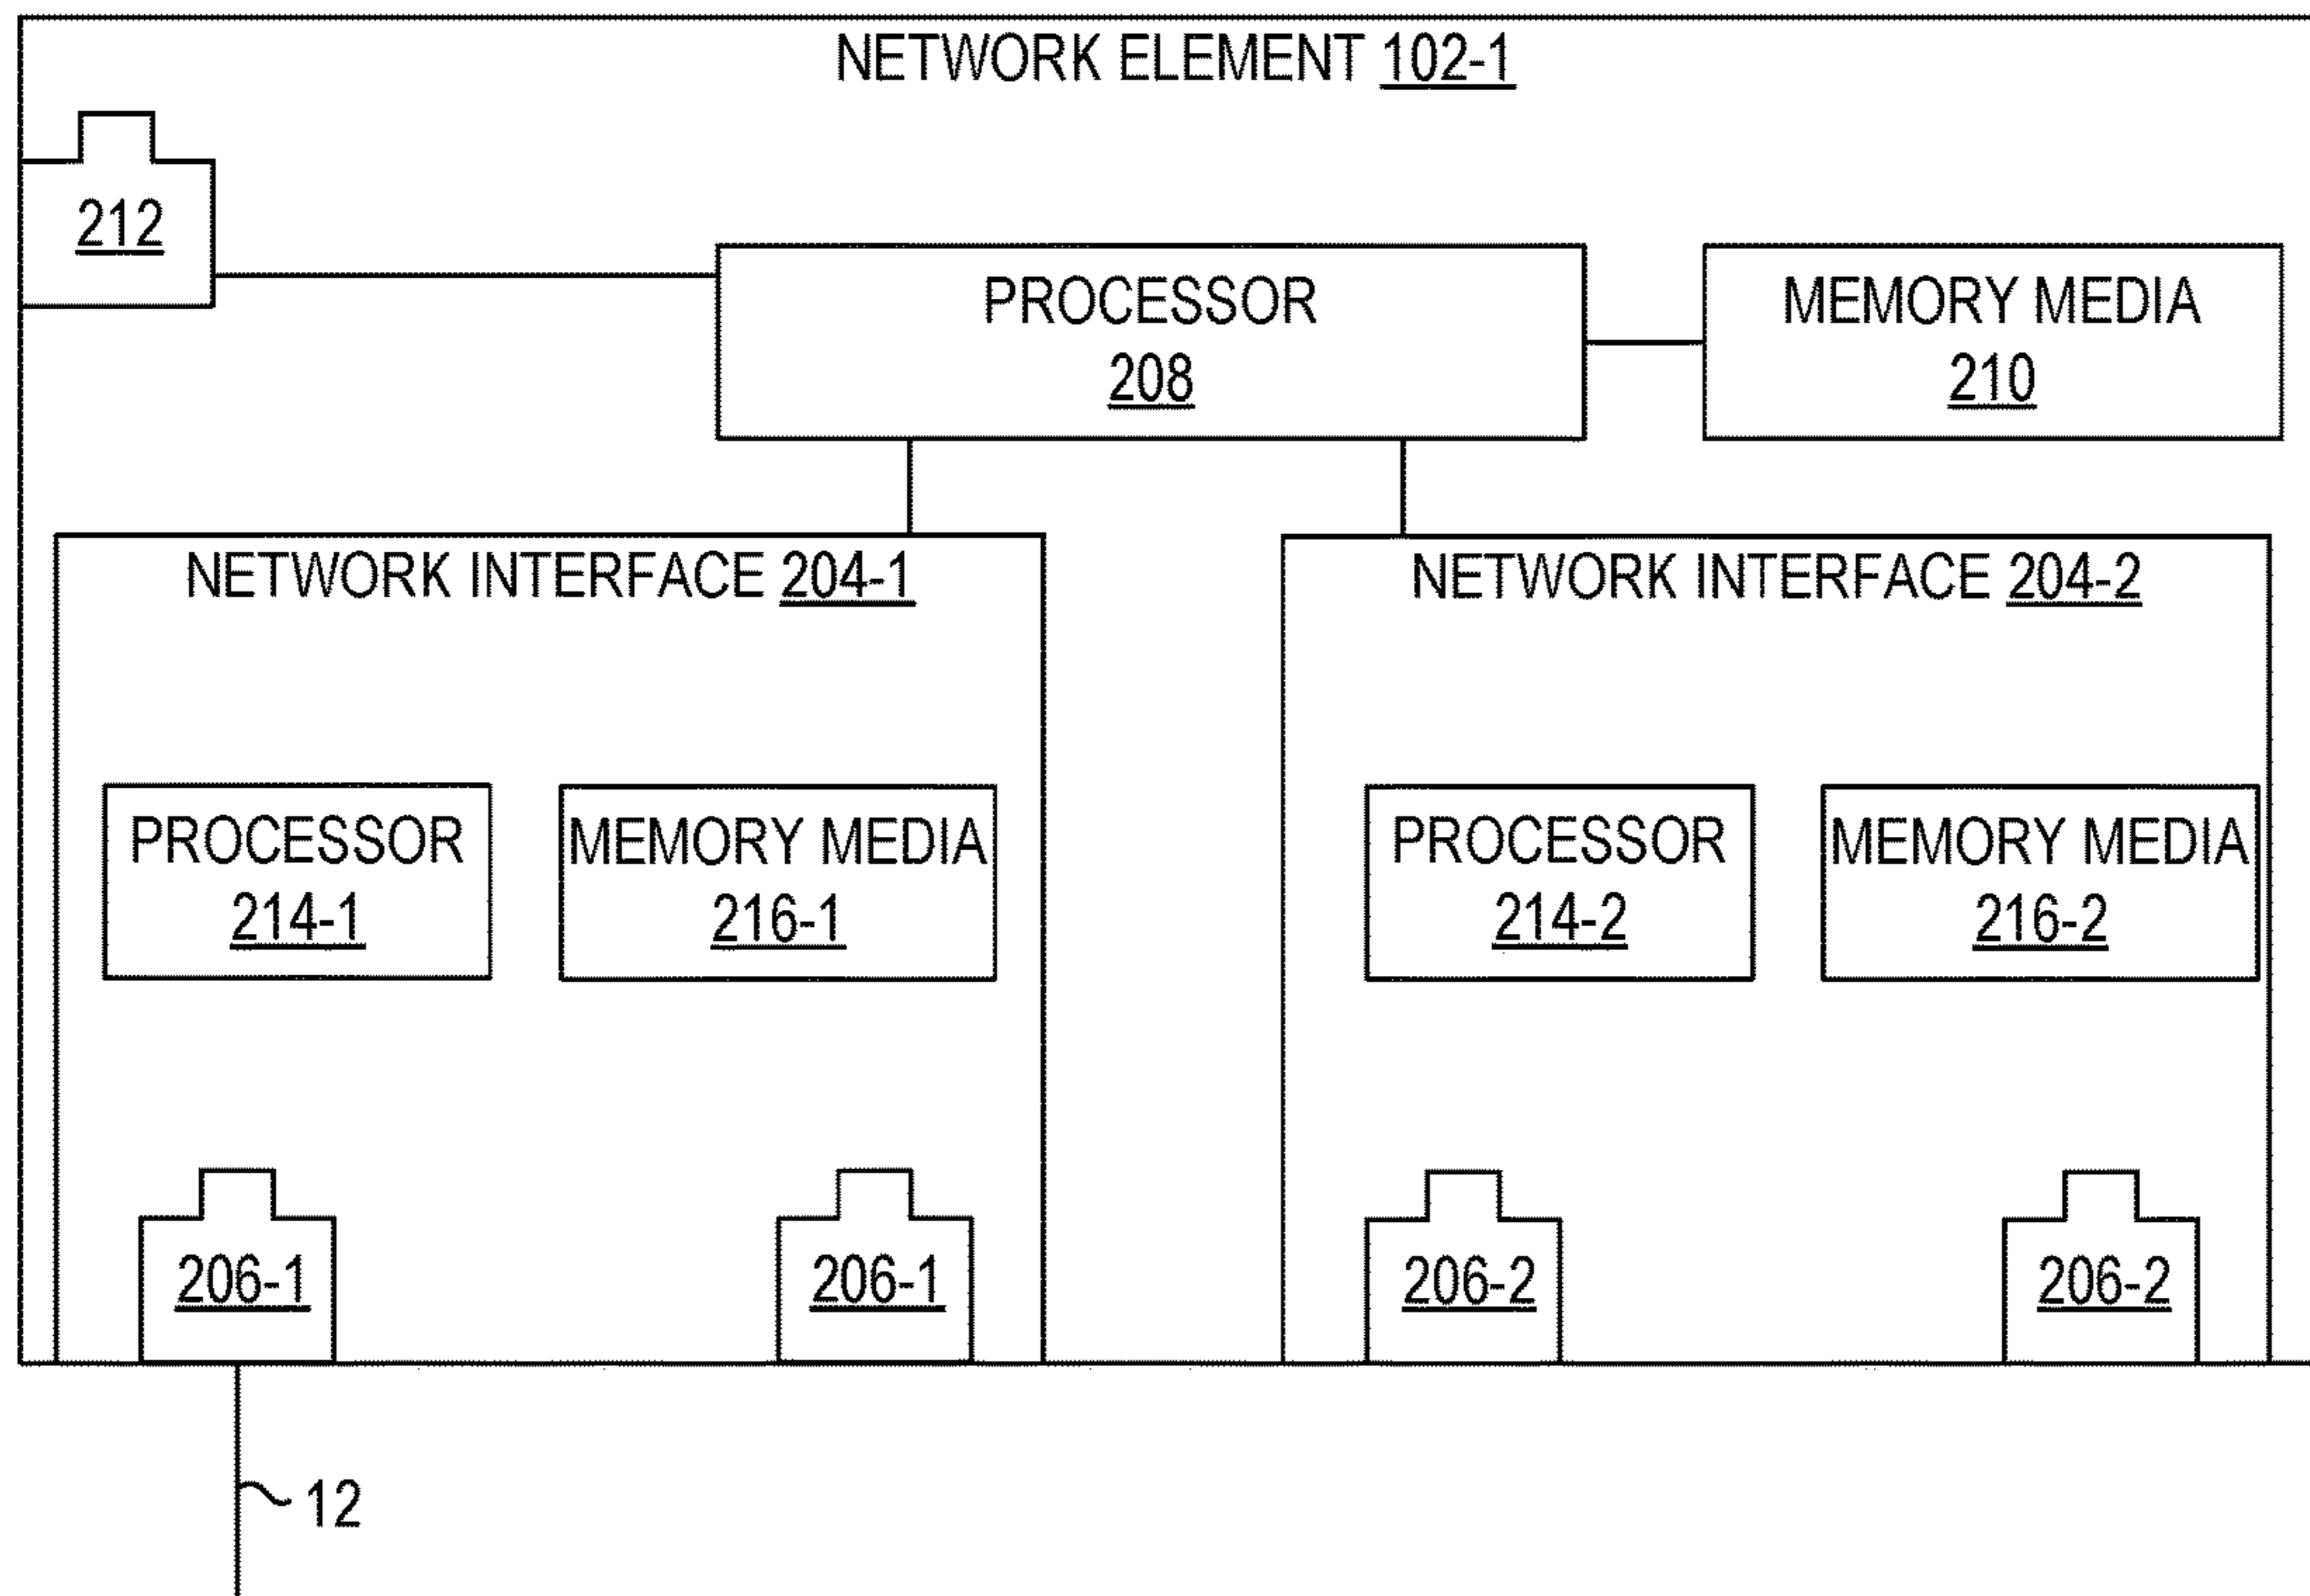 NETWORK ELEMENT 102-1
212
PROCESSOR
208
MEMORY MEDIA
210
NETWORK INTERFACE 204-1
PROCESSOR
214-1
MEMORY MEDIA
216-1
206-1
206-1
NETWORK INTERFACE 204-2
PROCESSOR
214-2
MEMORY MEDIA
216-2
206-2
206-2
12